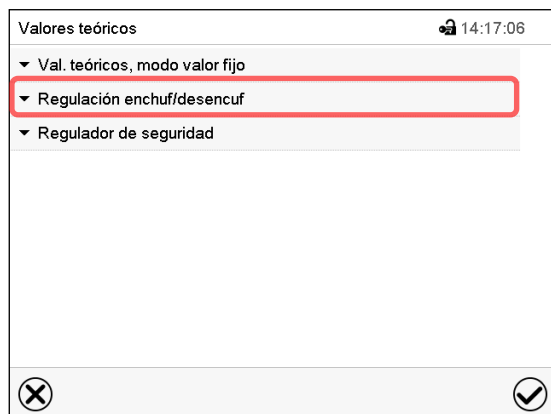 Valores teóricos 14:17:06
Val. teóricos, modo valor fijo
Regulación enchuf/desencuf
Regulador de seguridad